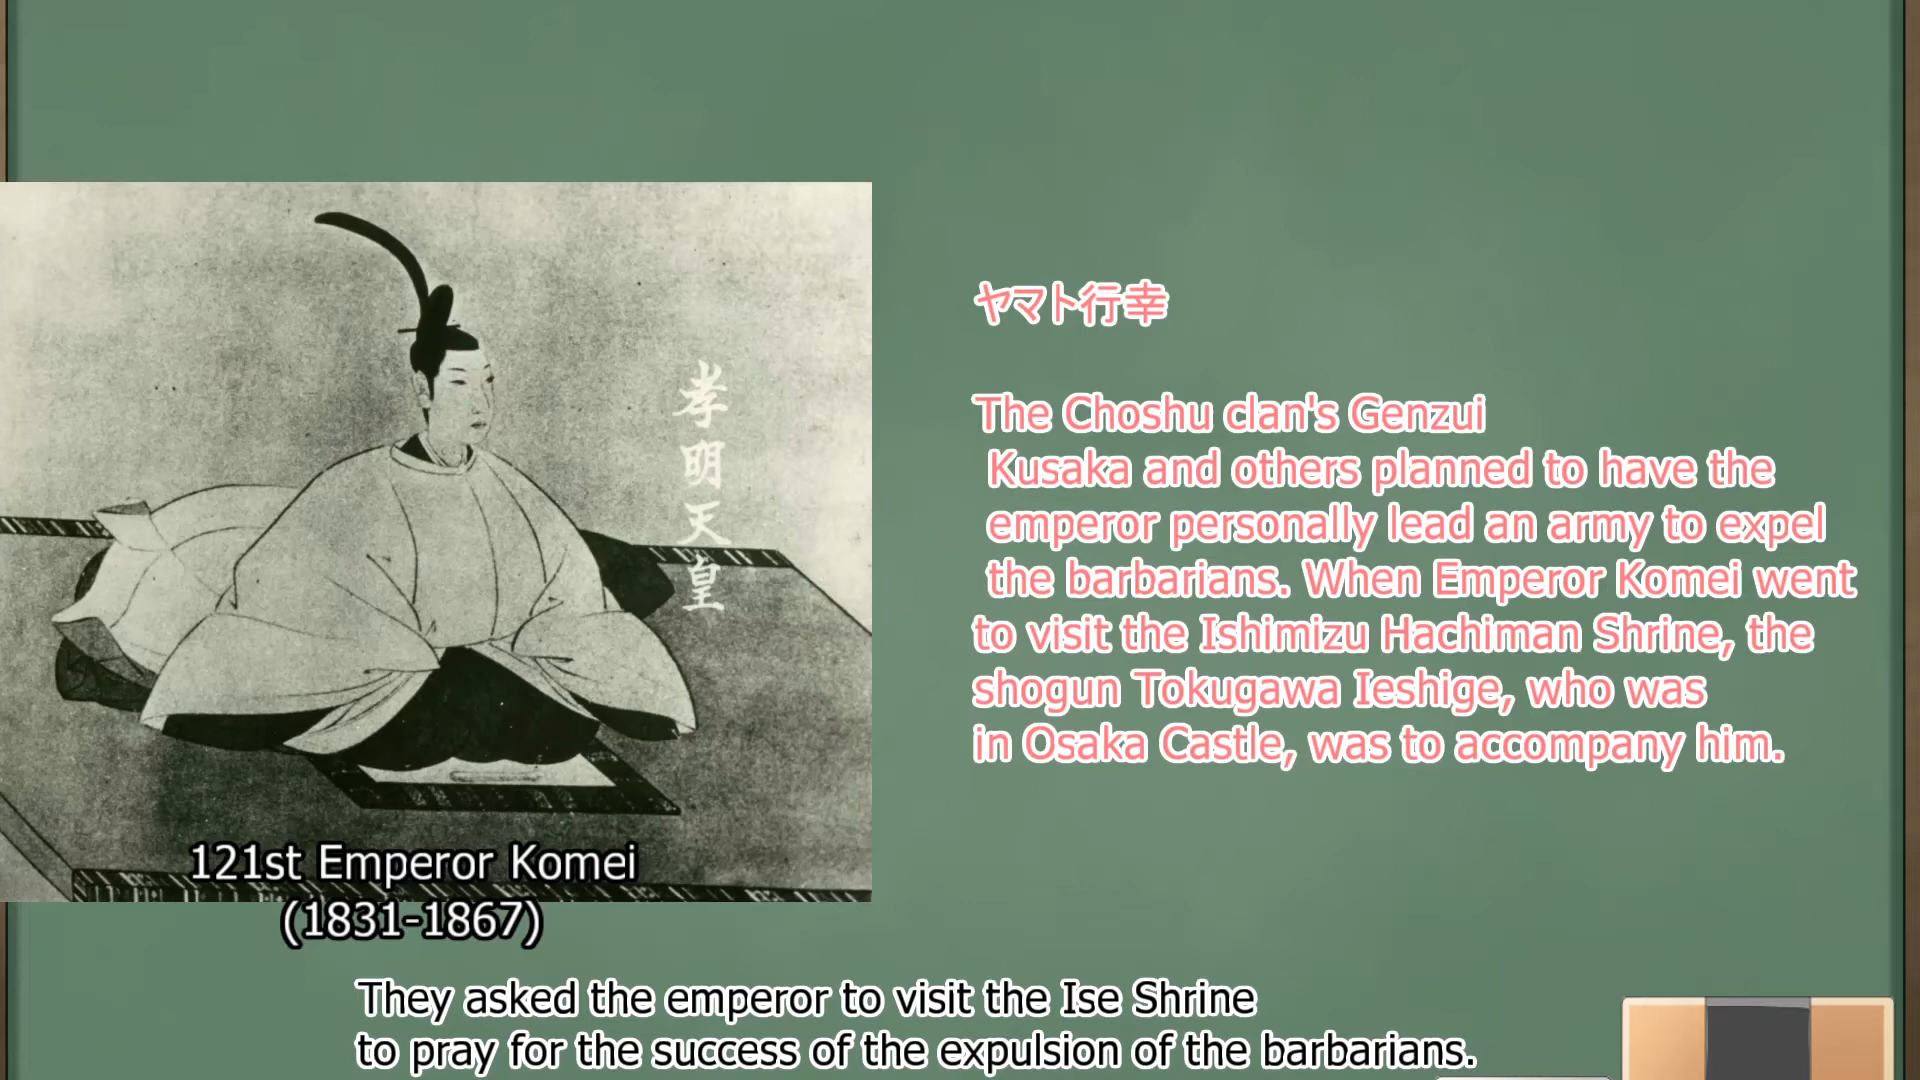 孝明天皇
121st Emperor Komei
(1831-1867)
ヤマト行幸
The Choshu clan's Genzui
Kusaka and others planned to have the
emperor personally lead an army to expel
the barbarians. When Emperor Komei went
to visit the Ishimizu Hachiman Shrine, the
shogun Tokugawa Ieshige, who was
in Osaka Castle, was to accompany him.
They asked the emperor to visit the Ise Shrine
to pray for the success of the expulsion of the barbarians.